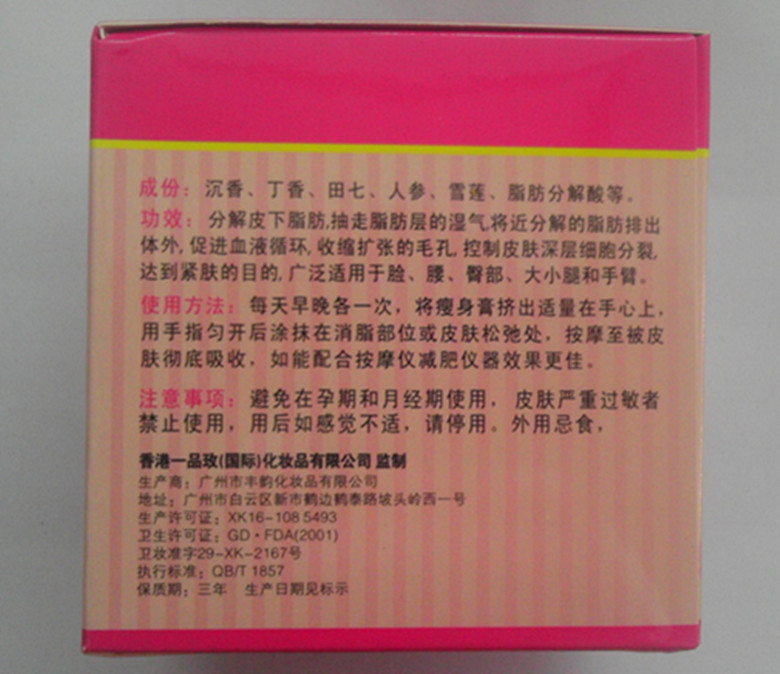 成份：沉香、丁香、田七、人参、雪莲、脂肪分解酸等。
功效：分解皮下脂肪,抽走脂肪层的湿气,将近分解的脂肪排出
体外,促进血液循环,收缩扩张的毛孔,控制皮肤深层细胞分裂,
达到紧肤的目的,广泛适用于脸、腰、臀部、大小腿和手臂。
使用方法：每天早晚各一次，将瘦身膏挤出适量在手心上，
用手指匀开后涂抹在消脂部位或皮肤松弛处，按摩至被皮
肤彻底吸收，如能配合按摩仪减肥仪器效果更佳。
注意事项：避免在孕期和月经期使用，皮肤严重过敏者
禁止使用，用后如感觉不适，请停用。外用忌食，
香港一品玫(国际)化妆品有限公司 监制
生产商：广州市丰韵化妆品有限公司
地址：广州市白云区新市鹤边鹤泰路坡头岭西一号
生产许可证：XK16-108 5493
卫生许可证：GD·FDA(2001)
卫妆准字29-XK-2167号
执行标准：QB/T 1857
保质期：三年 生产日期见标示